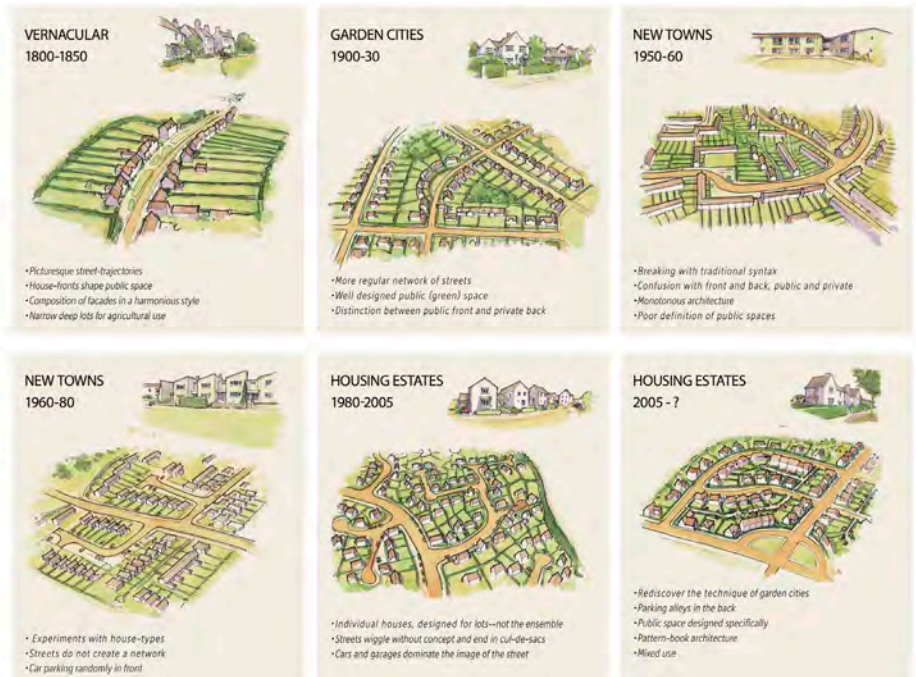 VERNACULAR
1800-1850
•Picturesque street-trajectories
•House-fronts shape public space
•Composition of facades in a harmonious style
•Narrow deep lots for agricultural use
GARDEN CITIES
1900-30
•More regular network of streets
•Well designed public (green) space
•Distinction between public front and private back
NEW TOWNS
1950-60
•Breaking with traditional syntax
•Confusion with front and back, public and private
•Monotonous architecture
•Poor definition of public spaces
NEW TOWNS
1960-80
• Experiments with house-types
•Streets do not create a network
•Car parking randomly in front
HOUSING ESTATES
1980-2005
•Individual houses, designed for lots--not the ensemble
•Streets wiggle without concept and end in cul-de-sacs
•Cars and garages dominate the image of the street
HOUSING ESTATES
2005 - ?
•Rediscover the technique of garden cities
•Parking alleys in the back
•Public space designed specifically
•Pattern-book architecture
•Mixed use